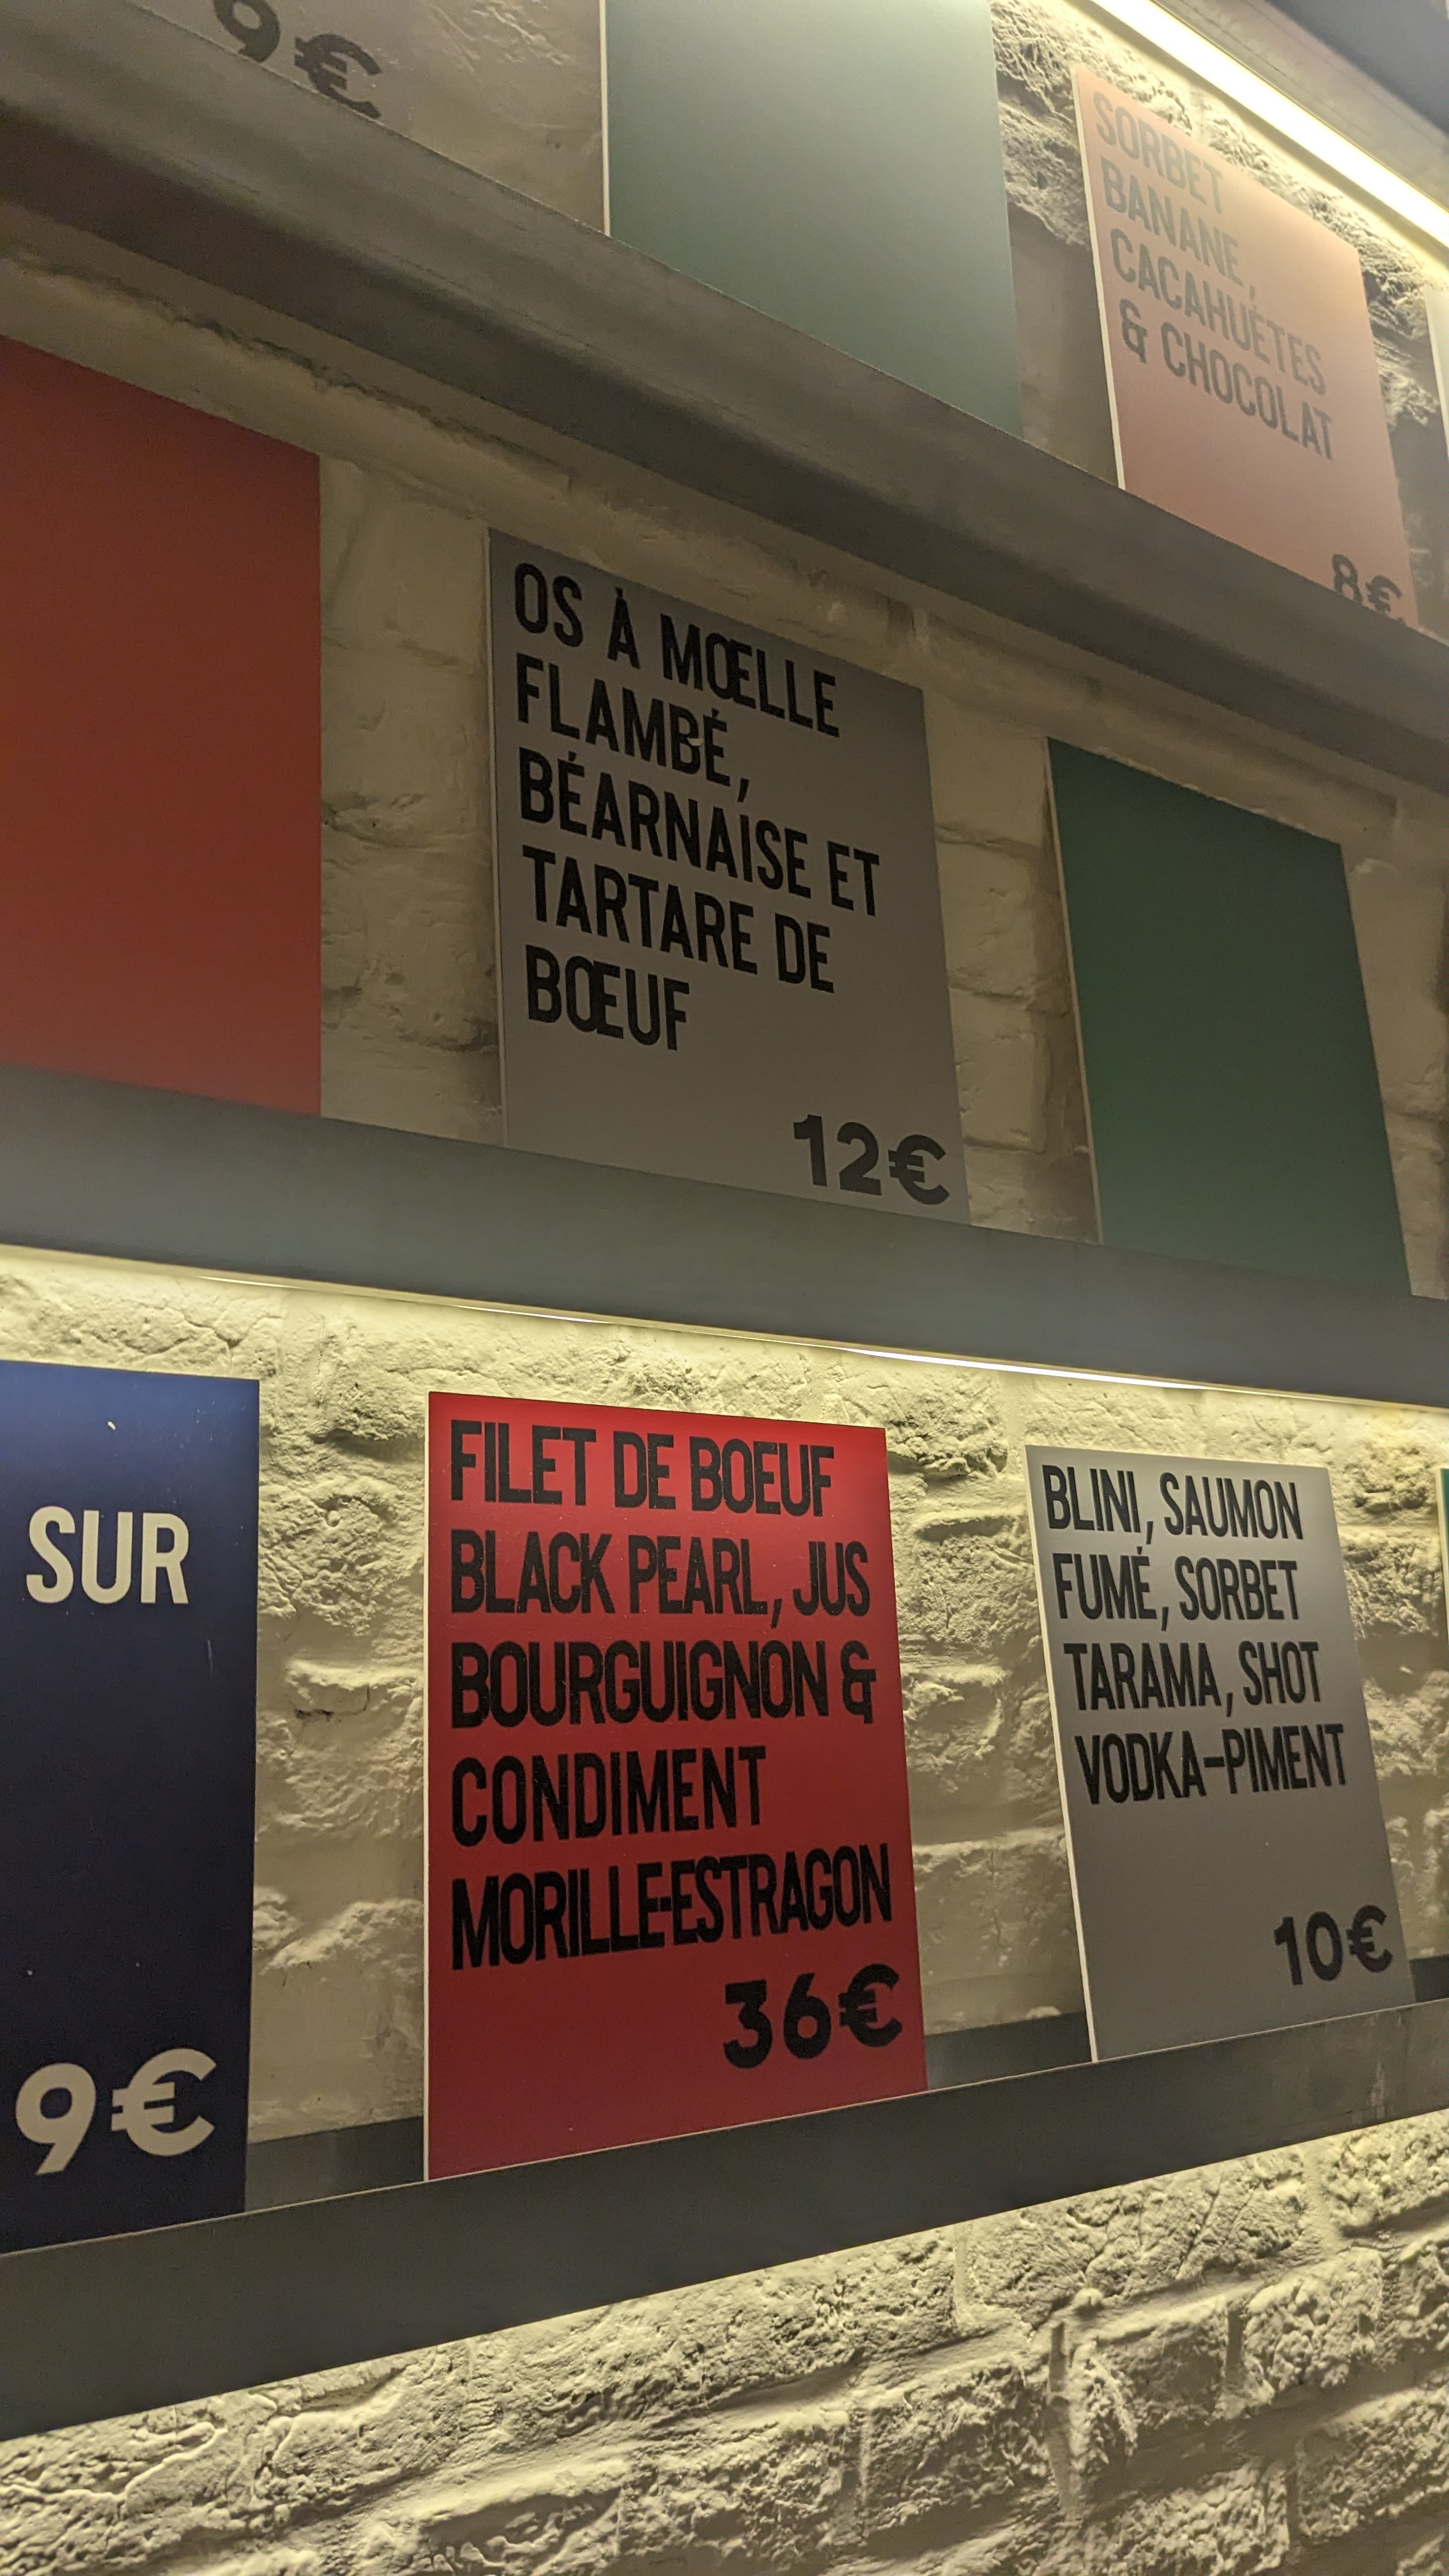 9€
SORBET
BANANE,
CACAHUÈTES
& CHOCOLAT
8€
OS À MŒLLE
FLAMBÉ,
BÉARNAISE ET
TARTARE DE
BŒUF
12€
SUR
9€
FILET DE BOEUF
BLACK PEARL, JUS
BOURGUIGNON &
CONDIMENT
MORILLE-ESTRAGON
36€
BLINI, SAUMON
FUMÉ, SORBET
TARAMA, SHOT
VODKA-PIMENT
10€